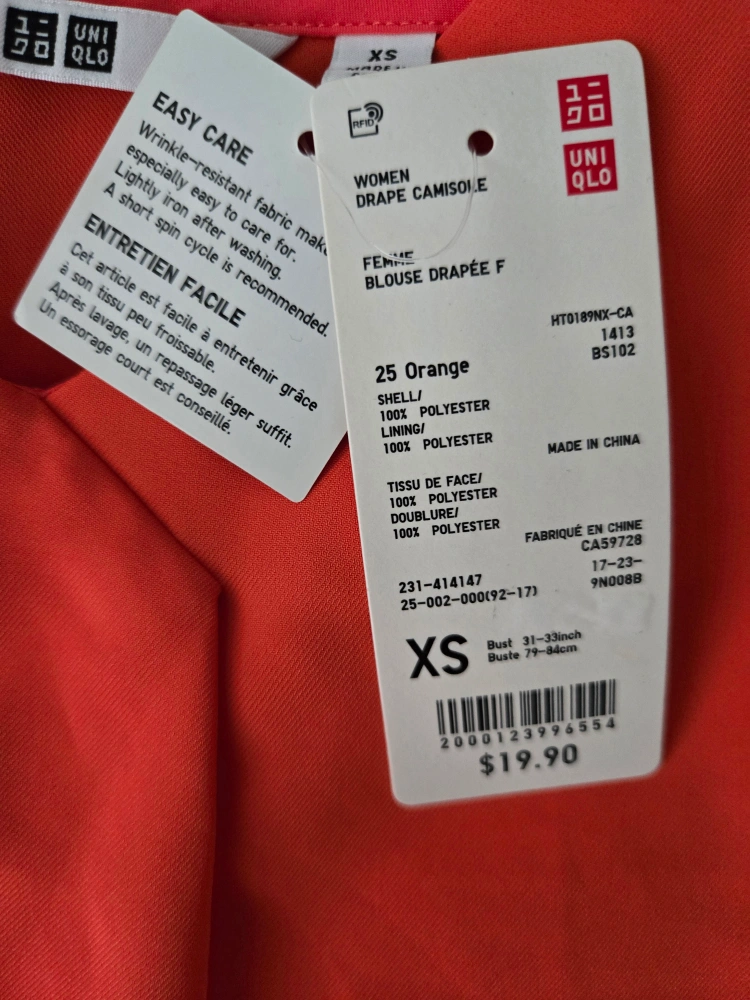 ユニ
クロ
UNI
QLO
XS
EASY CARE
Wrinkle-resistant fabric
especially easy to care for.
Lightly iron after washing.
A short spin cycle is recommended.
ENTRETIEN FACILE
Cet article est facile à entretenir grâce
à son tissu peu froissable.
Après lavage, un repassage léger suffit.
Un essorage court est conseillé.
RFID
ユニ
クロ
UNI
QLO
WOMEN
DRAPE CAMISOLE
FEMME
BLOUSE DRAPÉE F
HT0189NX-CA
1413
BS102
25 Orange
SHELL/
100% POLYESTER
LINING/
100% POLYESTER
MADE IN CHINA
TISSU DE FACE/
100% POLYESTER
DOUBLURE/
100% POLYESTER
FABRIQUÉ EN CHINE
CA59728
17-23-
9N008B
231-414147
25-002-000(92-17)
XS
Bust 31-33inch
Buste 79-84cm
2000123996554
$19.90